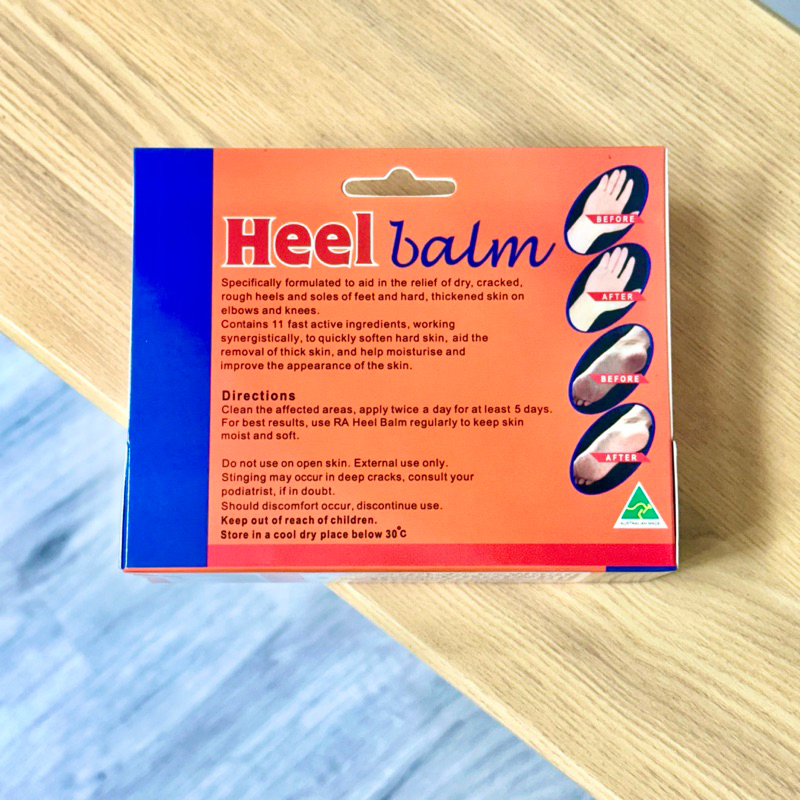 Heel balm
Specifically formulated to aid in the relief of dry, cracked,
rough heels and soles of feet and hard, thickened skin on
elbows and knees.
Contains 11 fast active ingredients, working
synergistically, to quickly soften hard skin, aid the
removal of thick skin, and help moisturise and
improve the appearance of the skin.
Directions
Clean the affected areas, apply twice a day for at least 5 days.
For best results, use RA Heel Balm regularly to keep skin
moist and soft.
Do not use on open skin. External use only.
Stinging may occur in deep cracks, consult your
podiatrist, if in doubt.
Should discomfort occur, discontinue use.
Keep out of reach of children.
Store in a cool dry place below 30°C
BEFORE
AFTER
BEFORE
AFTER
AUSTRALIAN MADE